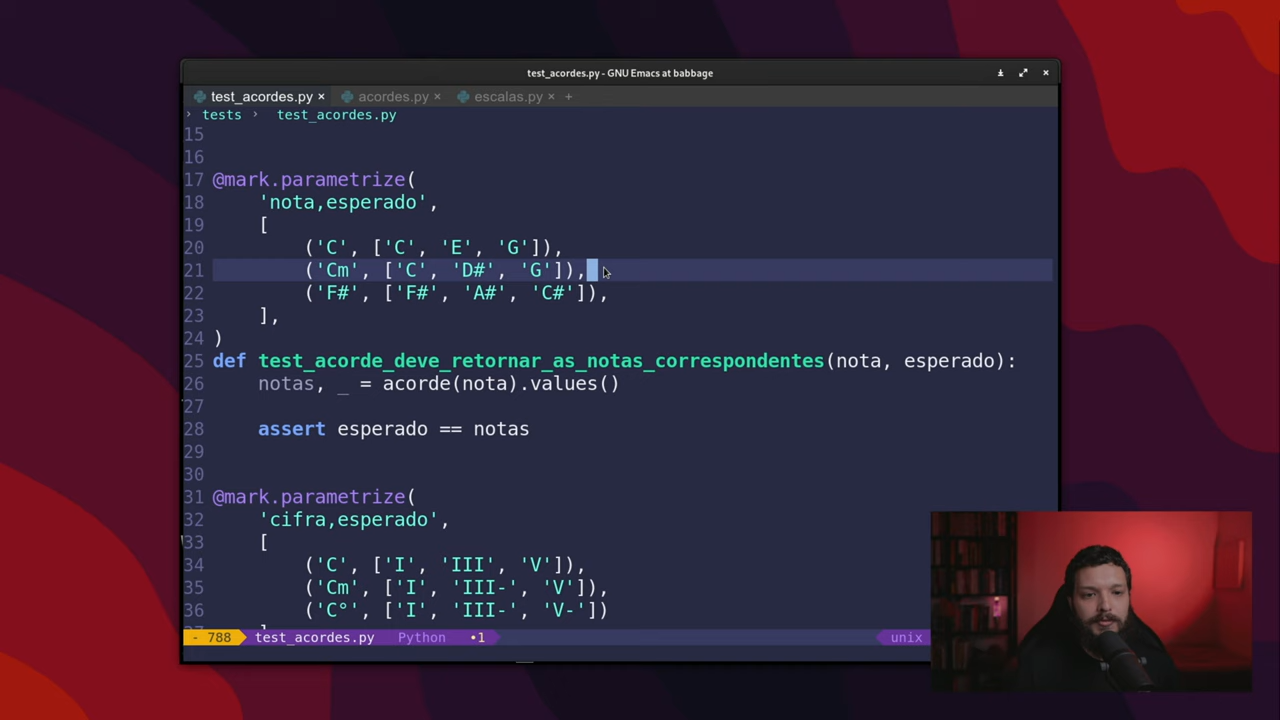 test_acordes.py - GNU Emacs at babbage
test_acordes.py × acordes.py × escalas.py × +
› tests › test_acordes.py
15
16
17 @mark.parametrize(
18 'nota,esperado',
19 [
20 ('C', ['C', 'E', 'G']),
21 ('Cm', ['C', 'D#', 'G']),
22 ('F#', ['F#', 'A#', 'C#']),
23 ],
24 )
25 def test_acorde_deve_retornar_as_notas_correspondentes(nota, esperado):
26 notas, _ = acorde(nota).values()
27
28 assert esperado == notas
29
30
31 @mark.parametrize(
32 'cifra,esperado',
33 [
34 ('C', ['I', 'III', 'V']),
35 ('Cm', ['I', 'III-', 'V']),
36 ('C°', ['I', 'III-', 'V-'])
- 788 test_acordes.py Python •1 unix